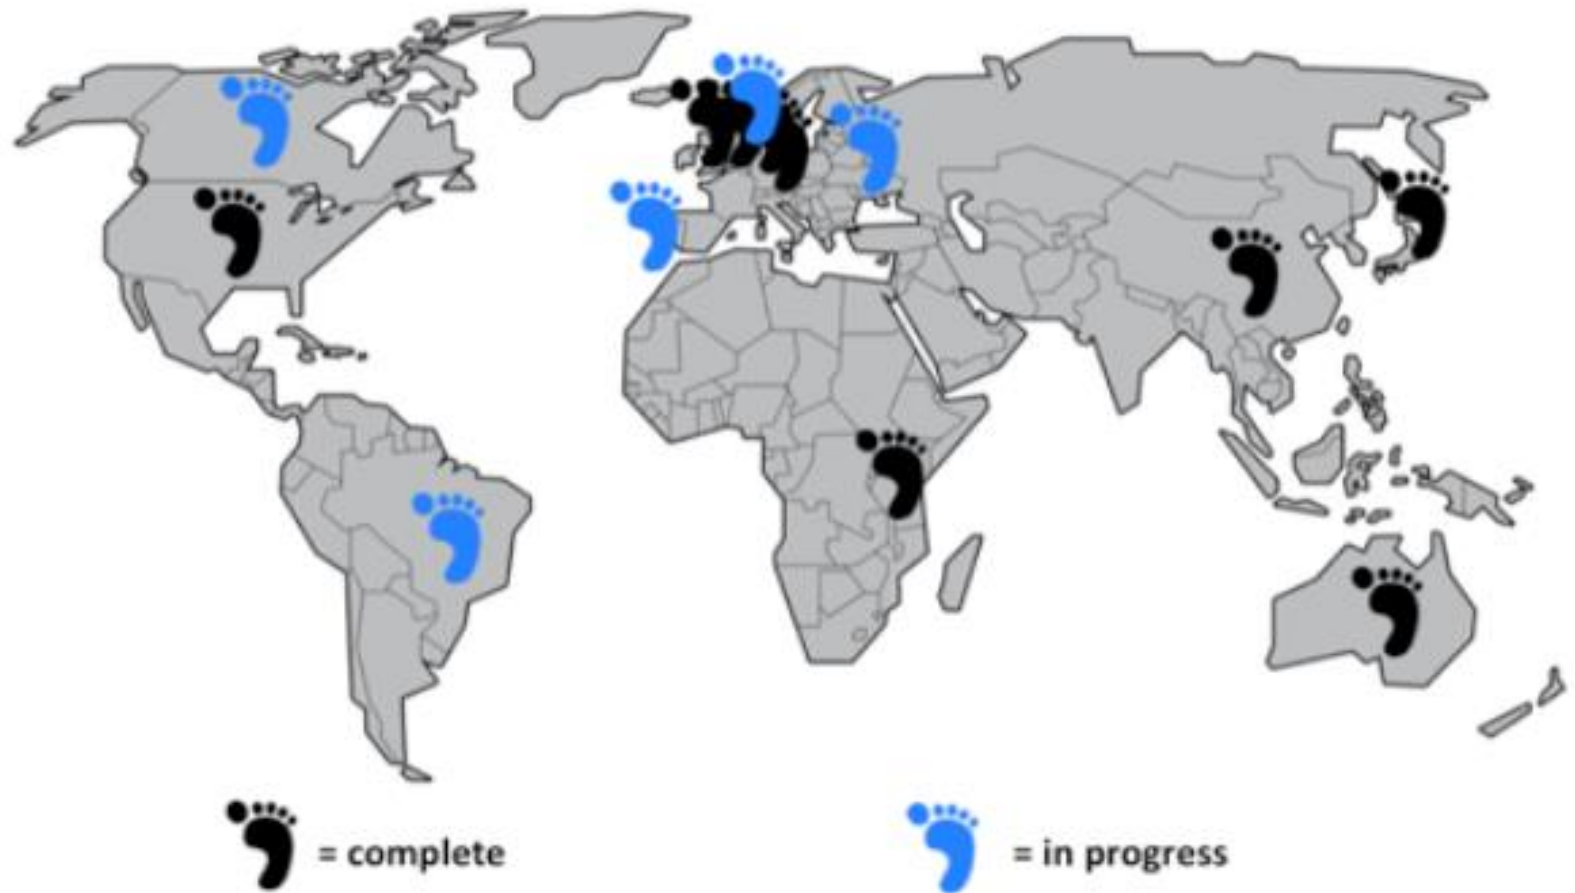 = complete
= in progress